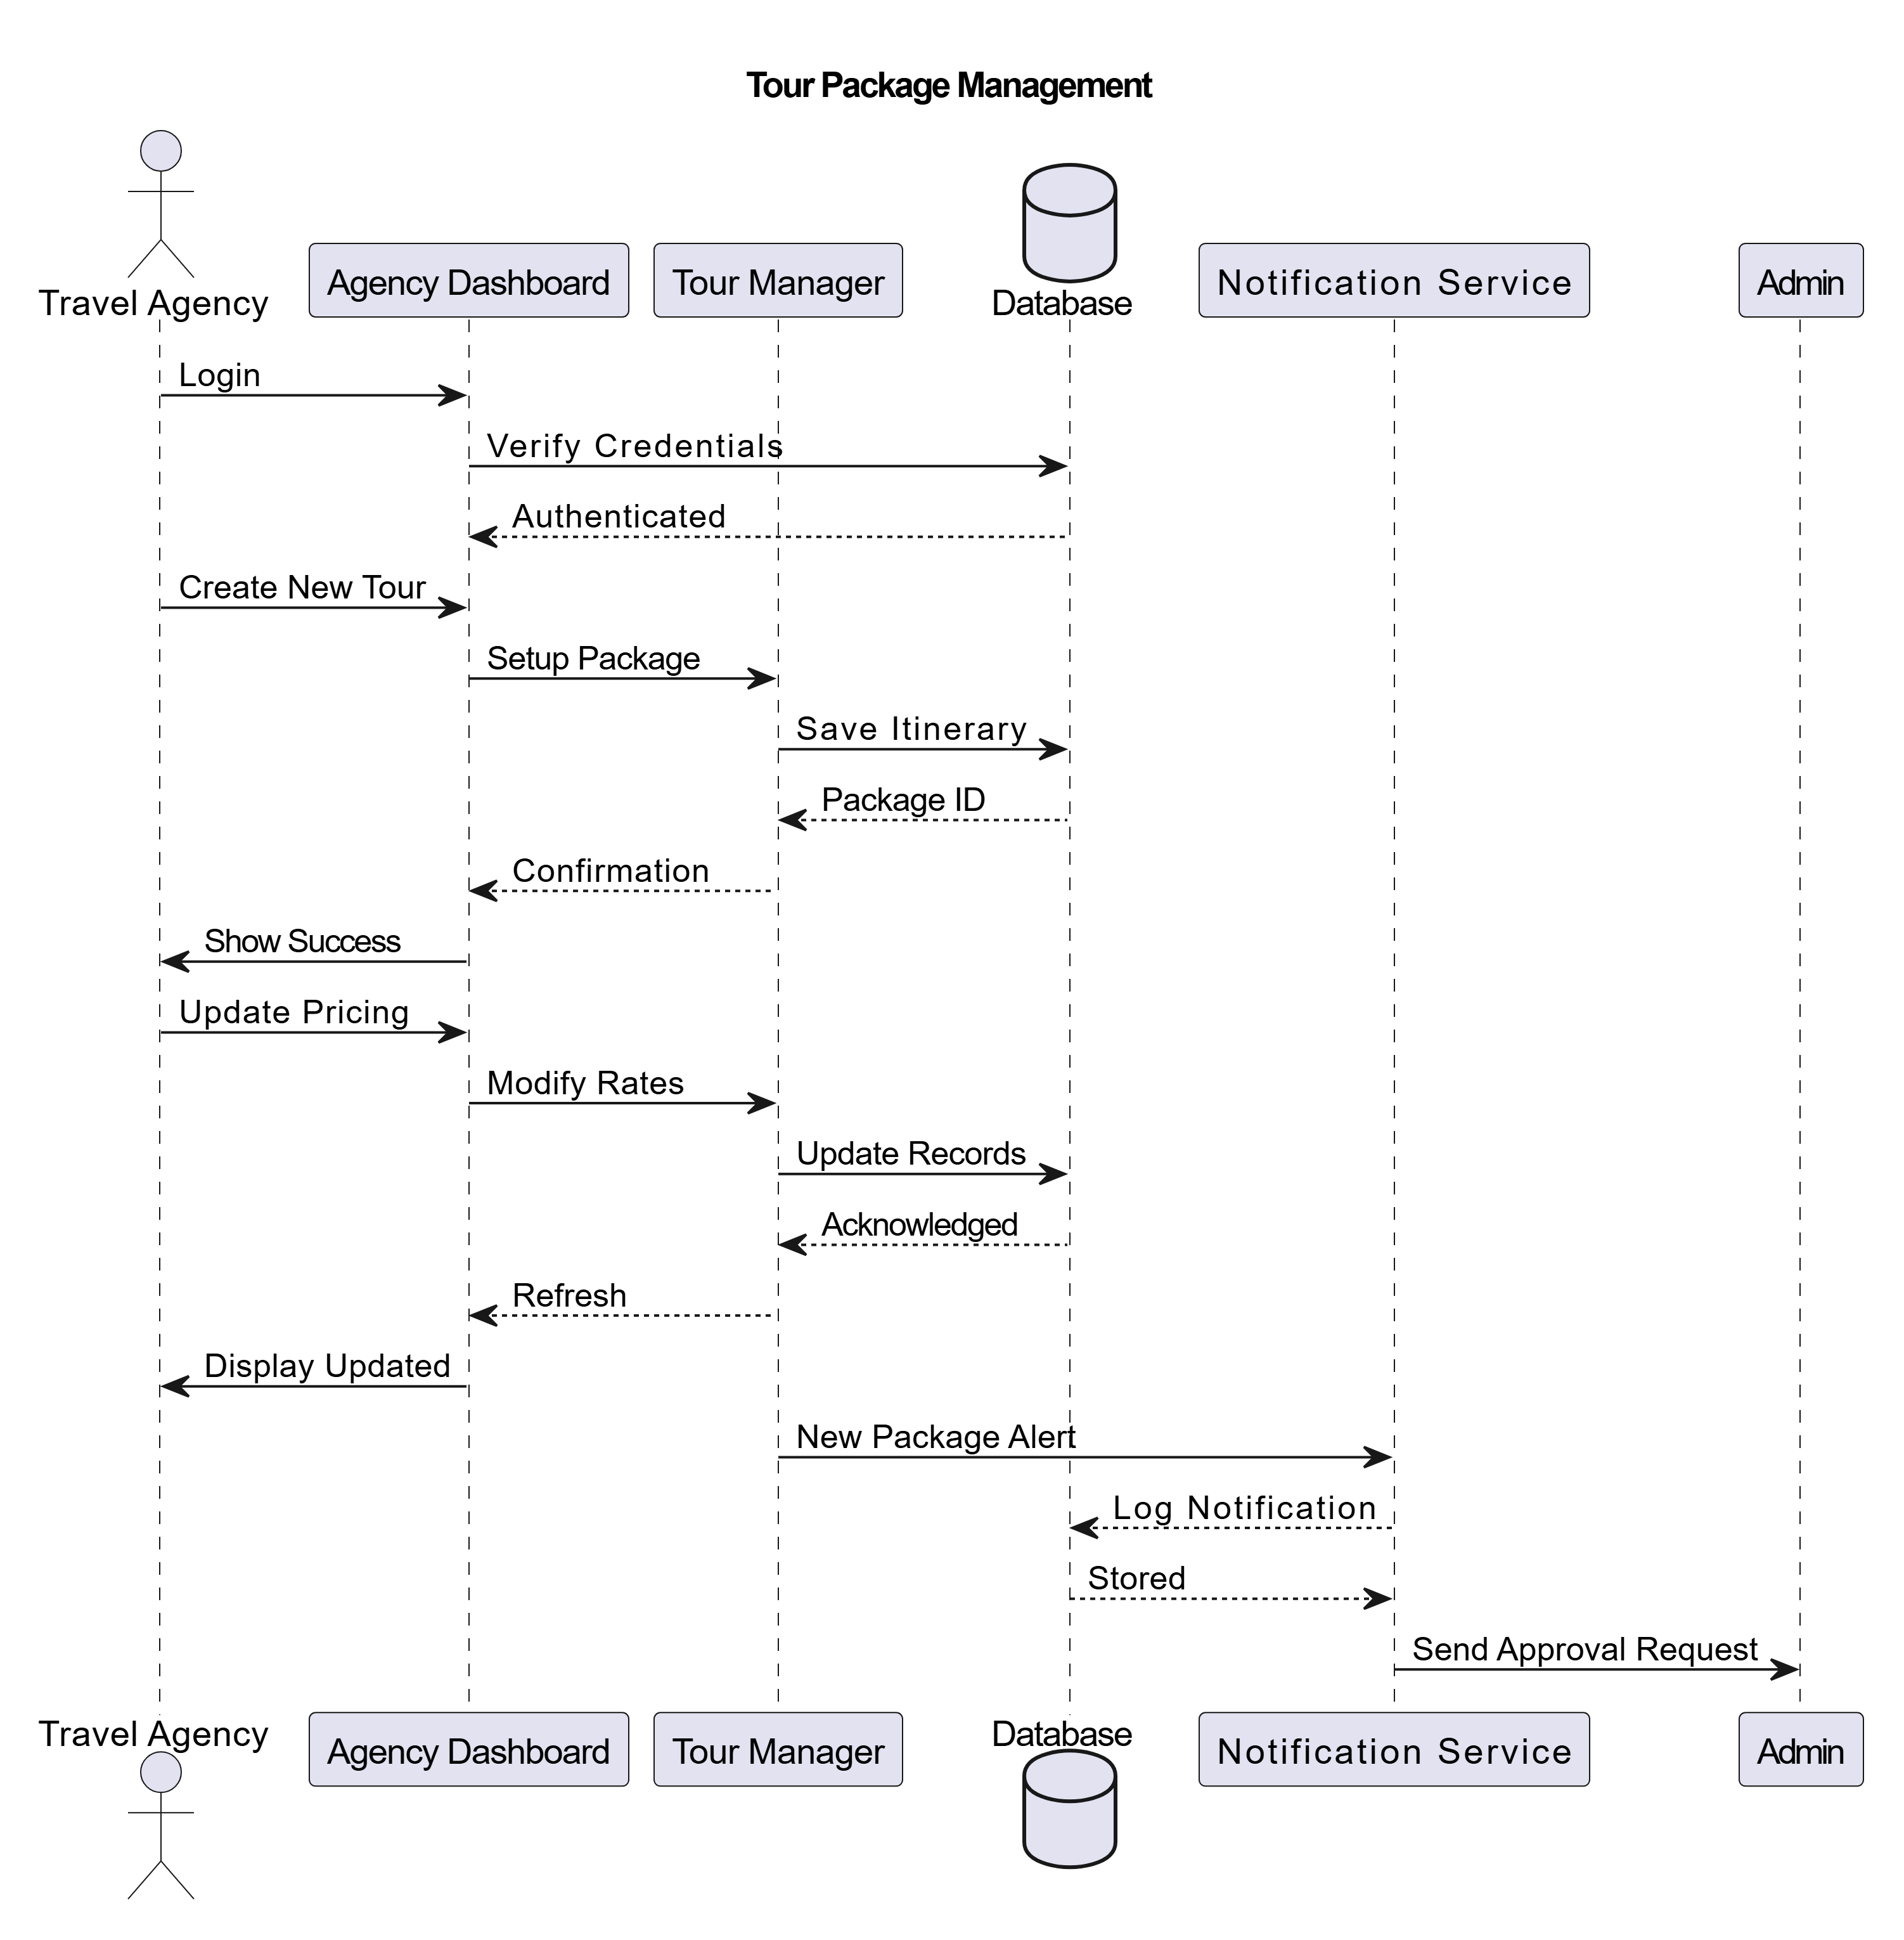 Tour Package Management
Travel Agency
Agency Dashboard
Tour Manager
Database
Notification Service
Admin
Login
Verify Credentials
Authenticated
Create New Tour
Setup Package
Save Itinerary
Package ID
Confirmation
Show Success
Update Pricing
Modify Rates
Update Records
Acknowledged
Refresh
Display Updated
New Package Alert
Log Notification
Stored
Send Approval Request
Travel Agency
Agency Dashboard
Tour Manager
Database
Notification Service
Admin